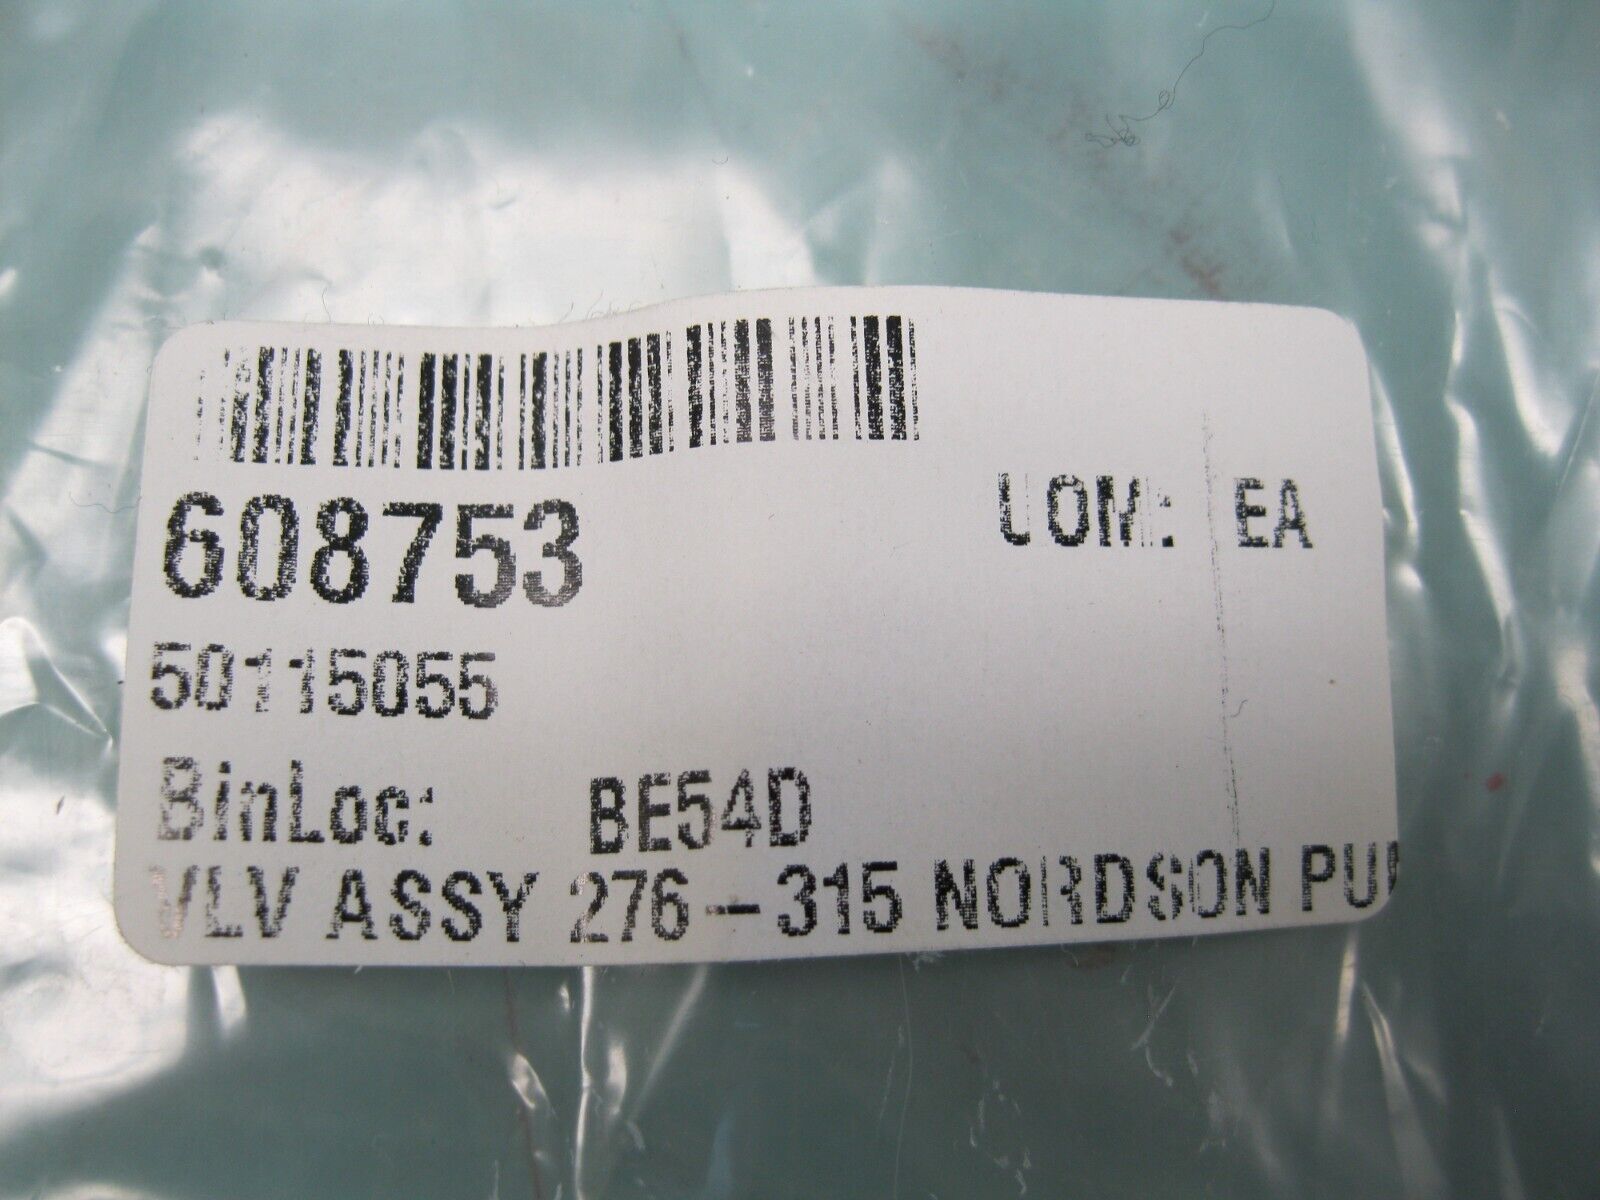 608753
UOM: EA
50115055
BinLoc: BE54D
VLV ASSY 276-315 NORDSON